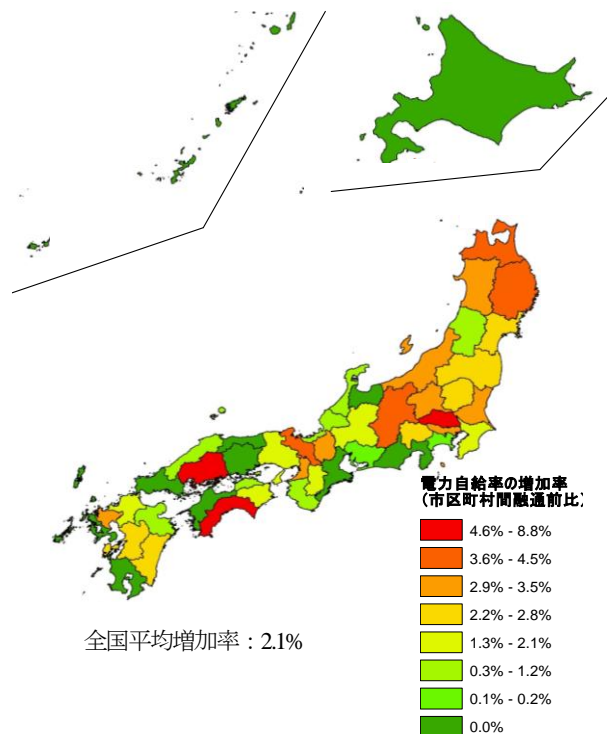 電力自給率の増加率
（市区町村間融通前比）
4.6% - 8.8%
3.6% - 4.5%
2.9% - 3.5%
2.2% - 2.8%
1.3% - 2.1%
0.3% - 1.2%
0.1% - 0.2%
0.0%
全国平均増加率：2.1%